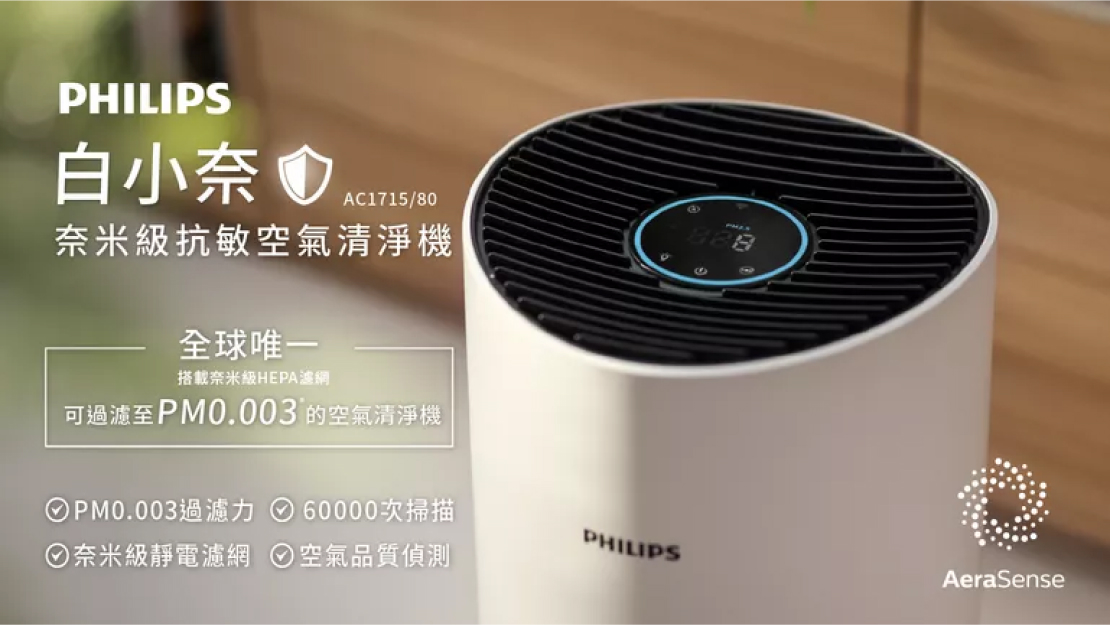 PHILIPS
白小奈
AC1715/80
奈米級抗敏空氣清淨機
全球唯一
搭載奈米級HEPA濾網
可過濾至PM0.003*的空氣清淨機
PM0.003過濾力
60000次掃描
奈米級靜電濾網
空氣品質偵測
PM2.5
PHILIPS
AeraSense